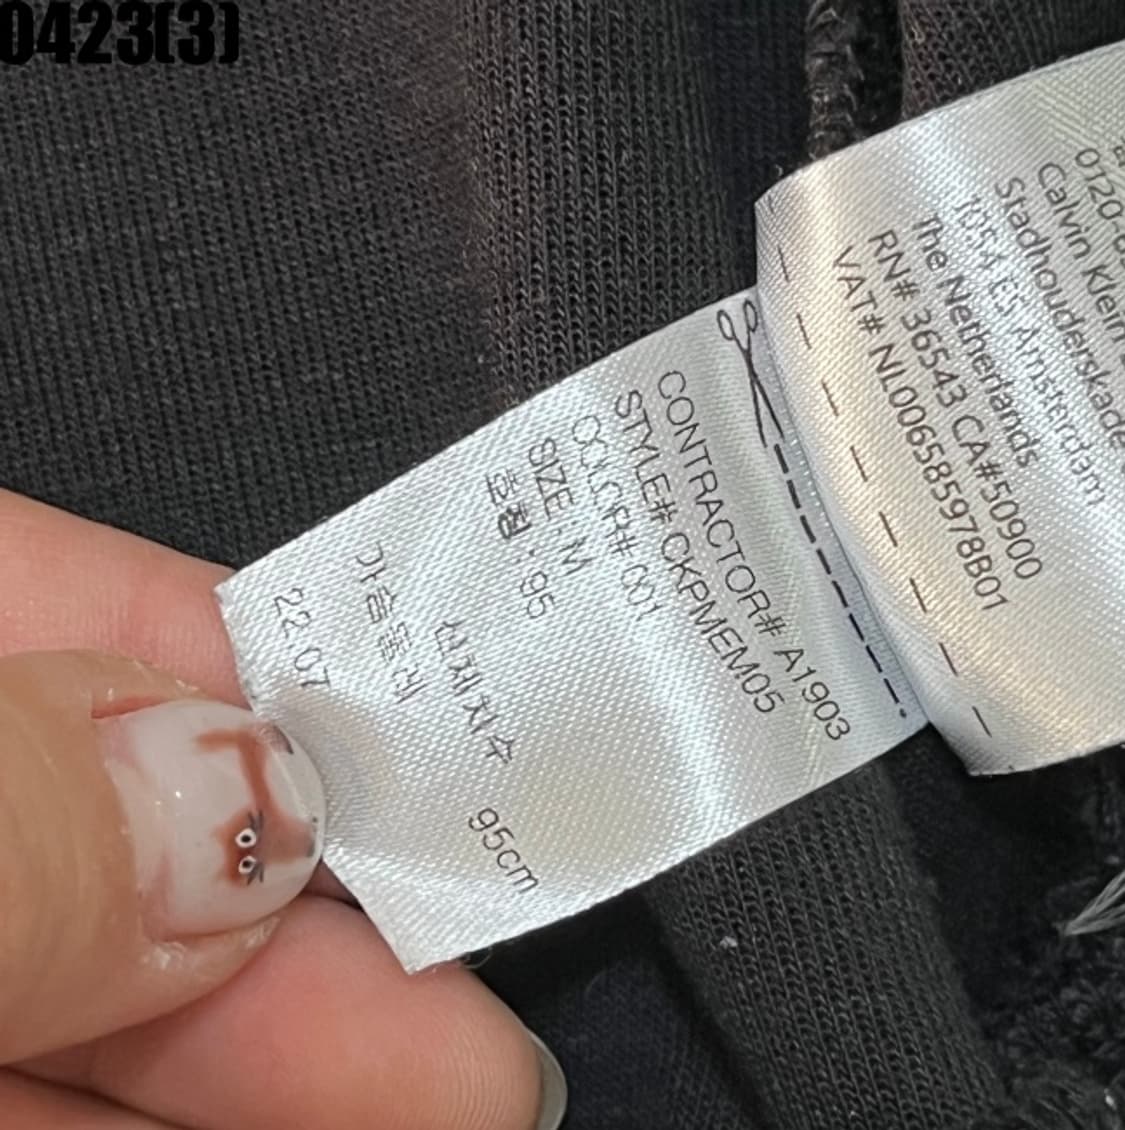 0423(3)
0120-
Calvin Klein
Stadhouderskade
1054 ES Amsterdam
The Netherlands
RN# 36543 CA#50900
VAT# NL006585978B01
CONTRACTOR# A1903
STYLE# CKPMEM05
COLOR# 001
SIZE : M
호칭 : 95
신체치수
가슴둘레 95cm
22.07